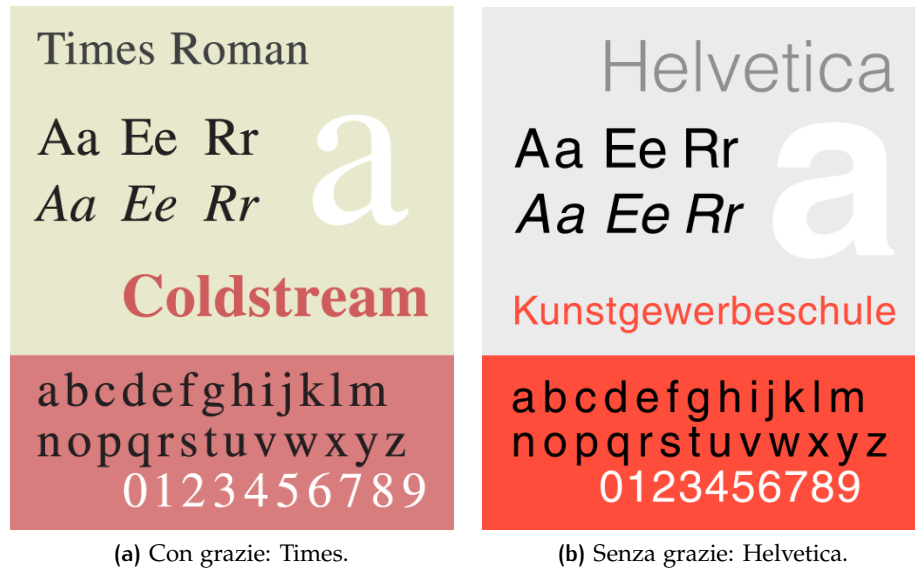 Times Roman
Aa Ee Rr
a
Aa Ee Rr
Coldstream
abcdefghijklm
nopqrstuvwxyz
0123456789
(a) Con grazie: Times.
Helvetica
Aa Ee Rr
a
Aa Ee Rr
Kunstgewerbeschule
abcdefghijklm
nopqrstuvwxyz
0123456789
(b) Senza grazie: Helvetica.